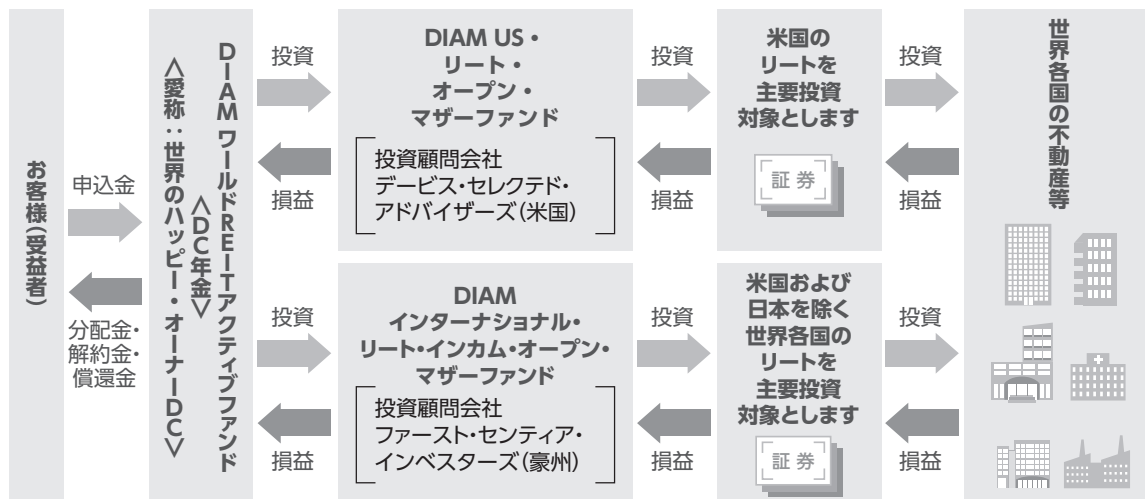 お客様(受益者)
申込金
分配金・
解約金・
償還金
DIAM ワールドREITアクティブファンド
<DC年金>
<愛称:世界のハッピー・オーナーDC>
投資
損益
DIAM US・
リート・
オープン・
マザーファンド
投資顧問会社
デービス・セレクテド・
アドバイザーズ(米国)
投資
損益
米国の
リートを
主要投資
対象とします
証券
投資
損益
投資
損益
DIAM
インターナショナル・
リート・インカム・オープン・
マザーファンド
投資顧問会社
ファースト・センティア・
インベスターズ(豪州)
投資
損益
米国および
日本を除く
世界各国の
リートを
主要投資
対象とします
証券
投資
損益
世界各国の不動産等